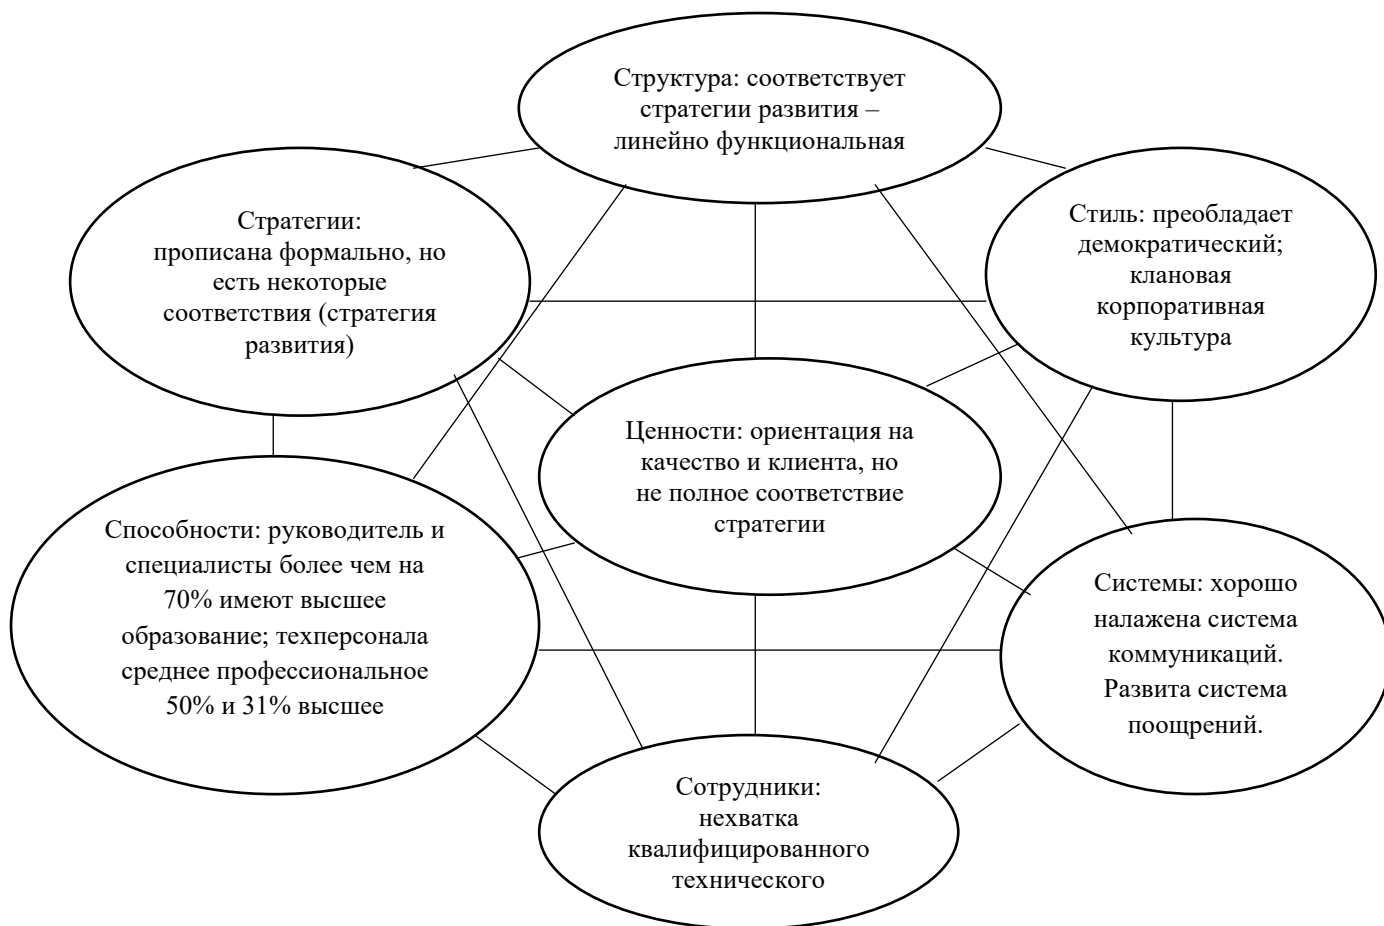 Структура: соответствует
стратегии развития –
линейно функциональная
Стратегии:
прописана формально, но
есть некоторые
соответствия (стратегия
развития)
Стиль: преобладает
демократический;
клановая
корпоративная
культура
Ценности: ориентация на
качество и клиента, но
не полное соответствие
стратегии
Способности: руководитель и
специалисты более чем на
70% имеют высшее
образование; техперсонала
среднее профессиональное
50% и 31% высшее
Системы: хорошо
налажена система
коммуникаций.
Развита система
поощрений.
Сотрудники:
нехватка
квалифицированного
технического